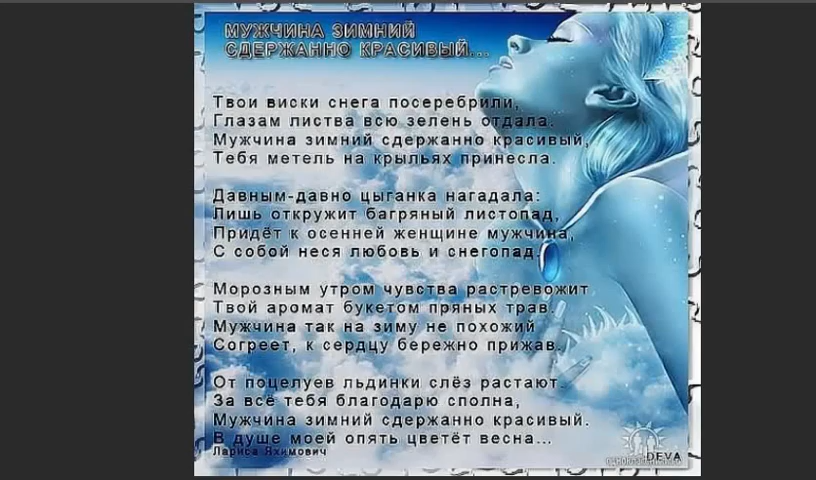 МУЖЧИНА ЗИМНИЙ
СДЕРЖАННО КРАСИВЫЙ...
Твои виски снега посеребрили,
Глазам листва всю зелень отдала.
Мужчина зимний сдержанно красивый,
Тебя метель на крыльях принесла.
Давным-давно цыганка нагадала:
Лишь откружит багряный листопад,
Придёт к осенней женщине мужчина,
С собой неся любовь и снегопад.
Морозным утром чувства растревожит
Твой аромат букетом пряных трав.
Мужчина так на зиму не похожий
Согреет, к сердцу бережно прижав.
От поцелуев льдинки слёз растают.
За всё тебя благодарю сполна,
Мужчина зимний сдержанно красивый.
В душе моей опять цветёт весна...
Лариса Яхимович
DEVA